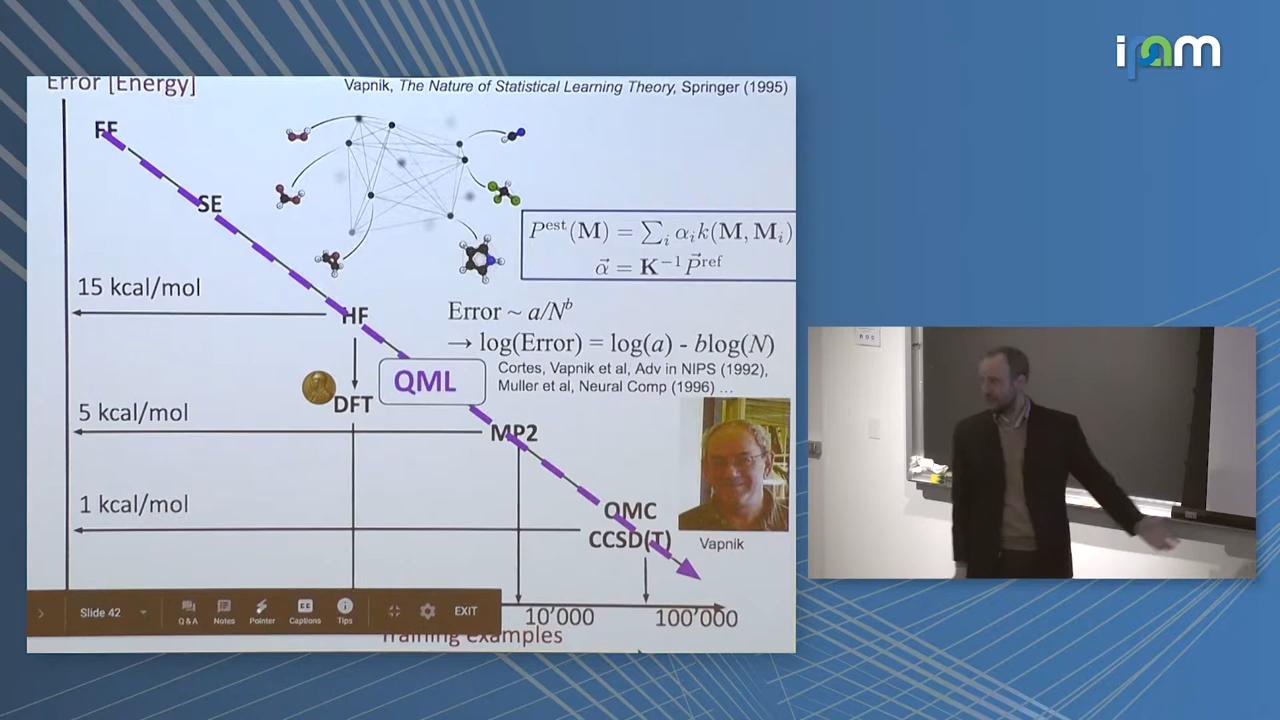 ipam
Error [Energy]
Vapnik, The Nature of Statistical Learning Theory, Springer (1995)
FF
SE
P^est(M) = ∑_i α_i k(M, M_i)
α⃗ = K^−1 P⃗^ref
15 kcal/mol
HF
Error ~ a/N^b
→ log(Error) = log(a) - blog(N)
Cortes, Vapnik et al, Adv in NIPS (1992),
Muller et al, Neural Comp (1996) …
QML
DFT
5 kcal/mol
MP2
1 kcal/mol
QMC
CCSD(T)
Vapnik
Slide 42
Q&A
Notes
Pointer
CC
Captions
Tips
EXIT
10'000
100'000
Training examples